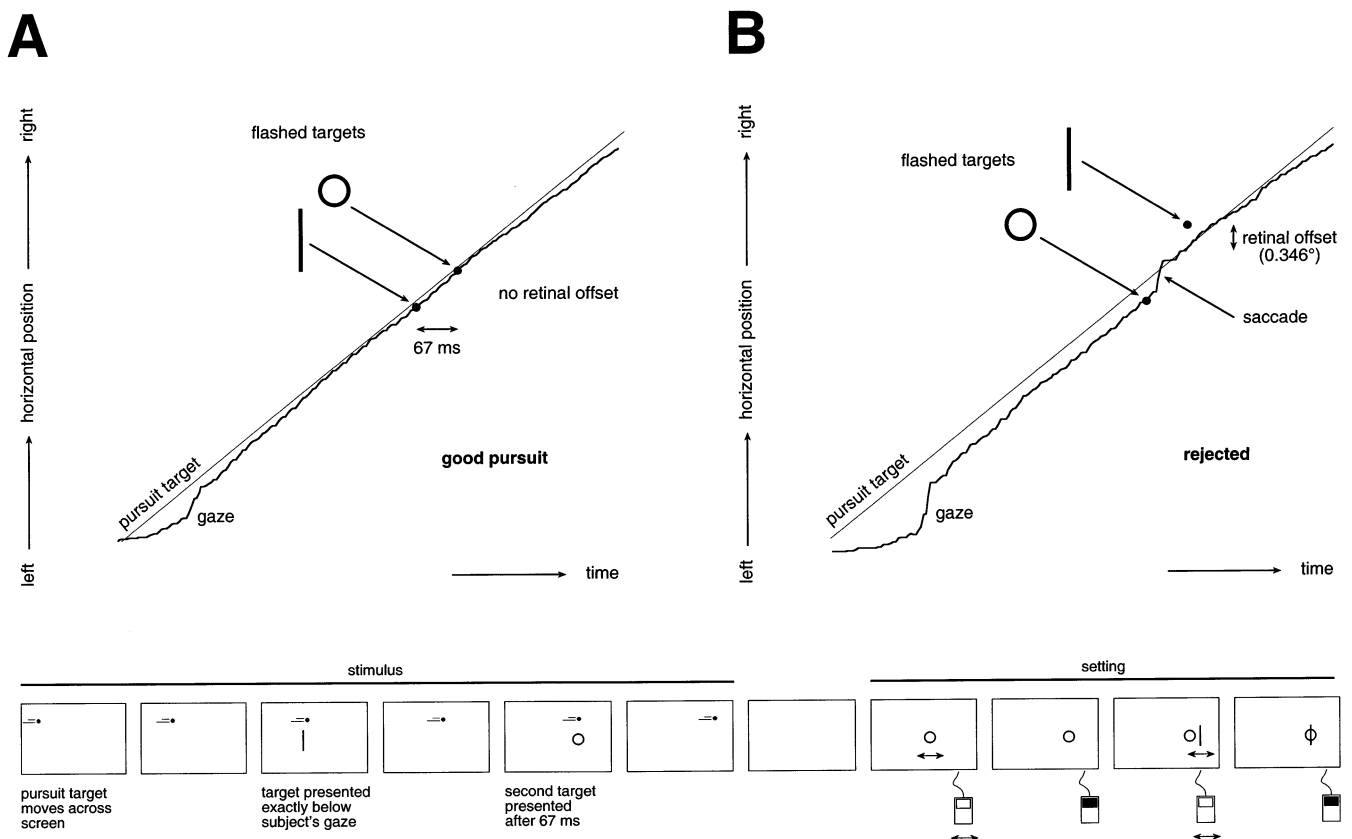 A
right
horizontal position
left
flashed targets
no retinal offset
67 ms
good pursuit
pursuit target
gaze
time
B
right
horizontal position
left
flashed targets
retinal offset
(0.346°)
saccade
rejected
pursuit target
gaze
time
stimulus
setting
pursuit target
moves across
screen
target presented
exactly below
subject's gaze
second target
presented
after 67 ms